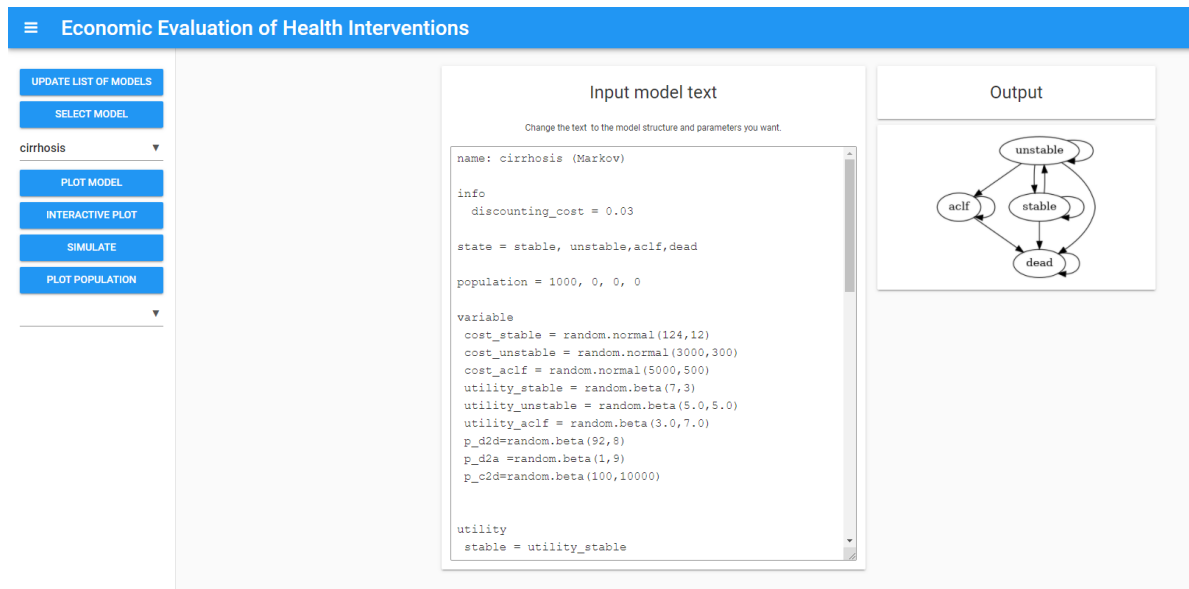 Economic Evaluation of Health Interventions
UPDATE LIST OF MODELS
SELECT MODEL
cirrhosis
PLOT MODEL
INTERACTIVE PLOT
SIMULATE
PLOT POPULATION
Input model text
Change the text to the model structure and parameters you want.
name: cirrhosis (Markov)
info
discounting_cost = 0.03
state = stable, unstable,aclf,dead
population = 1000, 0, 0, 0
variable
cost_stable = random.normal(124,12)
cost_unstable = random.normal(3000,300)
cost_aclf = random.normal(5000,500)
utility_stable = random.beta(7,3)
utility_unstable = random.beta(5.0,5.0)
utility_aclf = random.beta(3.0,7.0)
p_d2d=random.beta(92,8)
p_d2a =random.beta(1,9)
p_c2d=random.beta(100,10000)
utility
stable = utility_stable
Output
unstable
aclf
stable
dead